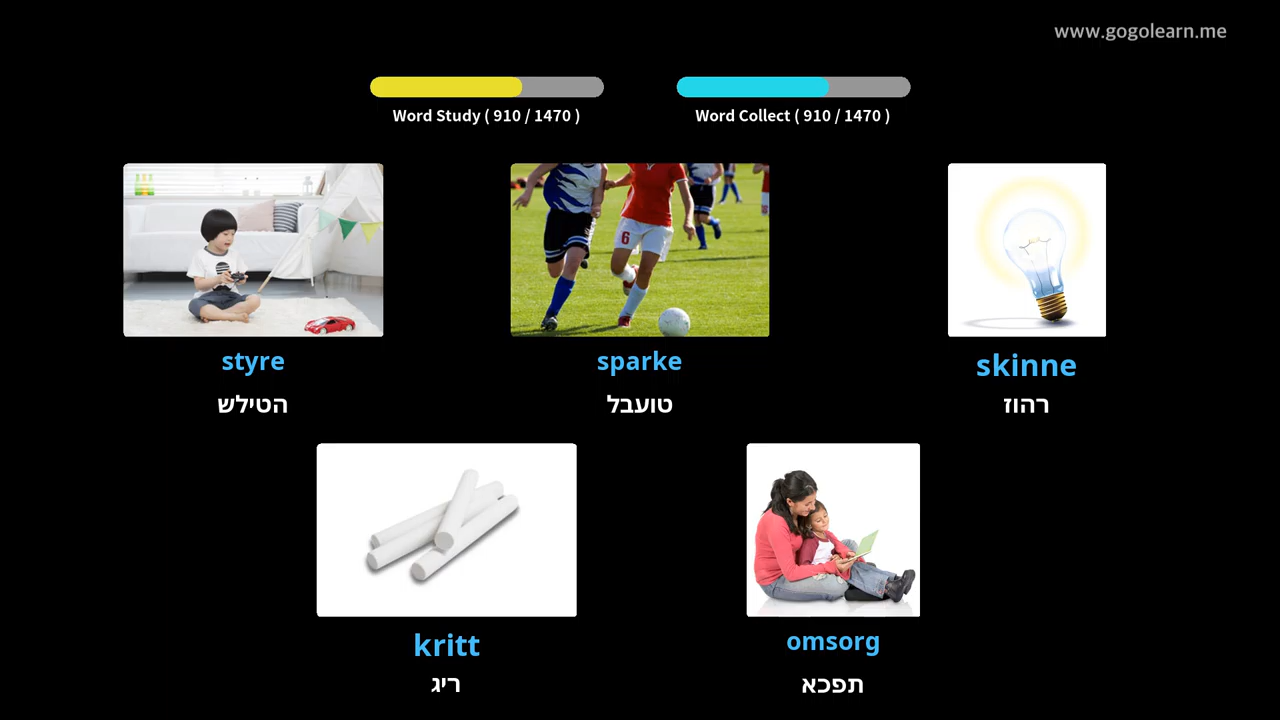 www.gogolearn.me
Word Study ( 910 / 1470 )
Word Collect ( 910 / 1470 )
styre
הטילש
sparke
טועבל
skinne
רהוז
kritt
ריג
omsorg
תפכא